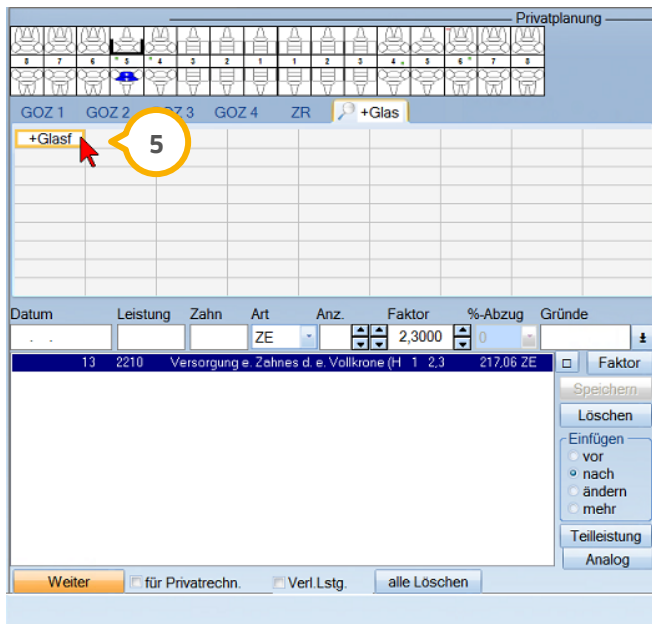 Privatplanung
8 7 6 5 4 3 2 1 1 2 3 4 5 6 7 8
GOZ 1 GOZ 2 Z 3 GOZ 4 ZR +Glas
+Glasf 5
Datum Leistung Zahn Art Anz. Faktor %-Abzug Gründe
. . ZE 2,3000 0
13 2210 Versorgung e. Zahnes d. e. Vollkrone (H 1 2,3 217,06 ZE Faktor
Speichern
Löschen
Einfügen
vor
nach
ändern
mehr
Teilleistung
Analog
Weiter für Privatrechn. Verl.Lstg. alle Löschen